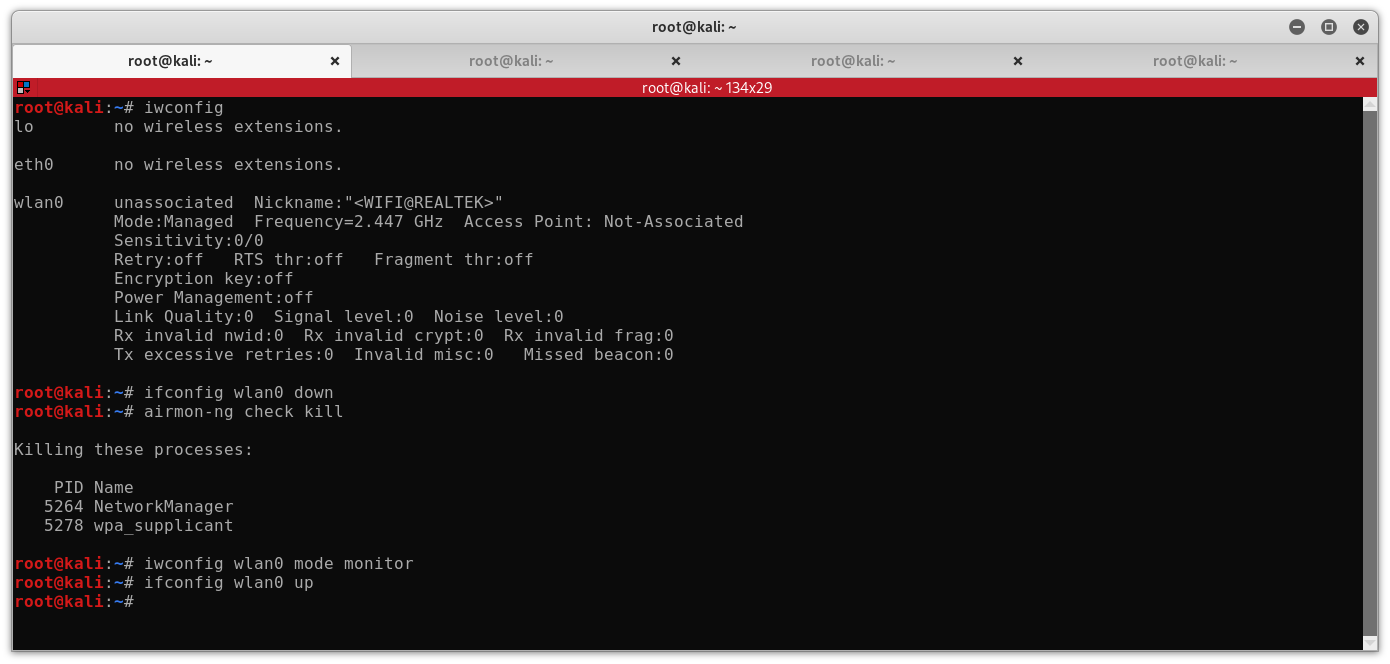 root@kali: ~
root@kali: ~ root@kali: ~ root@kali: ~ root@kali: ~
root@kali: ~ 134x29
root@kali:~# iwconfig
lo        no wireless extensions.
eth0      no wireless extensions.
wlan0     unassociated  Nickname:"<WIFI@REALTEK>"
          Mode:Managed  Frequency=2.447 GHz  Access Point: Not-Associated
          Sensitivity:0/0
          Retry:off   RTS thr:off   Fragment thr:off
          Encryption key:off
          Power Management:off
          Link Quality:0  Signal level:0  Noise level:0
          Rx invalid nwid:0  Rx invalid crypt:0  Rx invalid frag:0
          Tx excessive retries:0  Invalid misc:0   Missed beacon:0
root@kali:~# ifconfig wlan0 down
root@kali:~# airmon-ng check kill
Killing these processes:
    PID Name
   5264 NetworkManager
   5278 wpa_supplicant
root@kali:~# iwconfig wlan0 mode monitor
root@kali:~# ifconfig wlan0 up
root@kali:~#